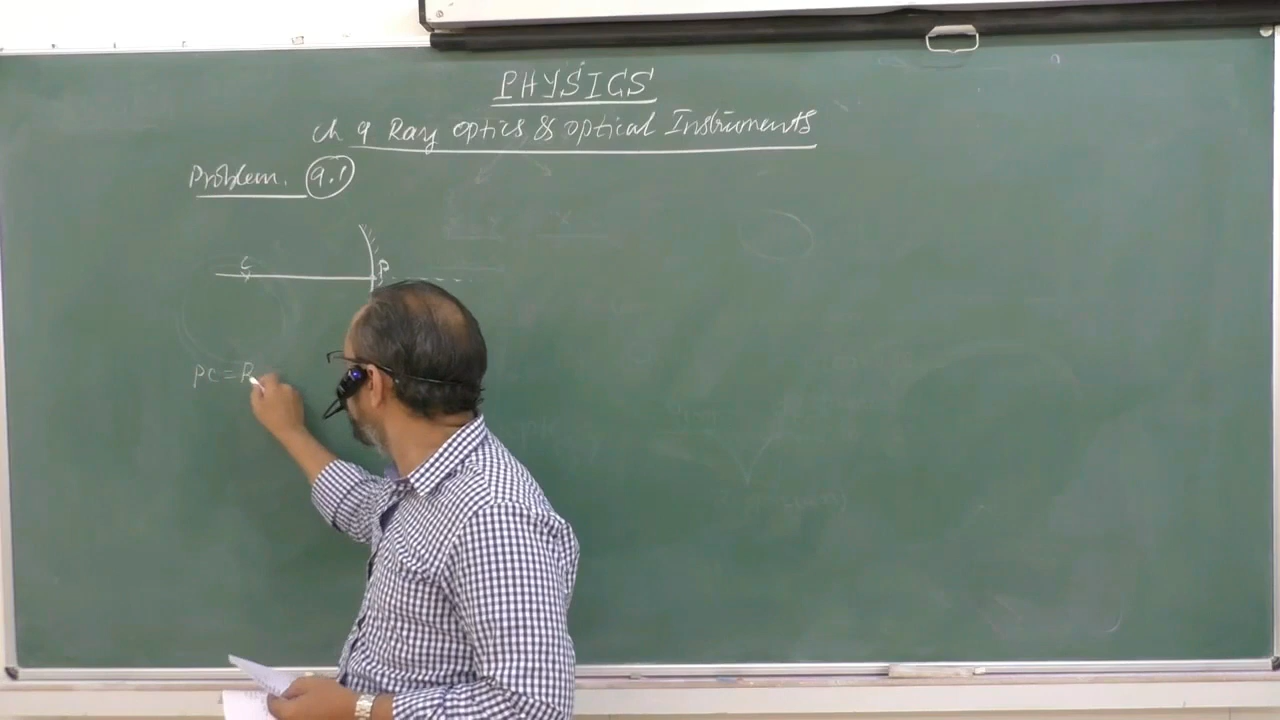 PHYSICS
Ch 9 Ray optics & optical Instruments
Problem. 9.1
C
P
PC = R